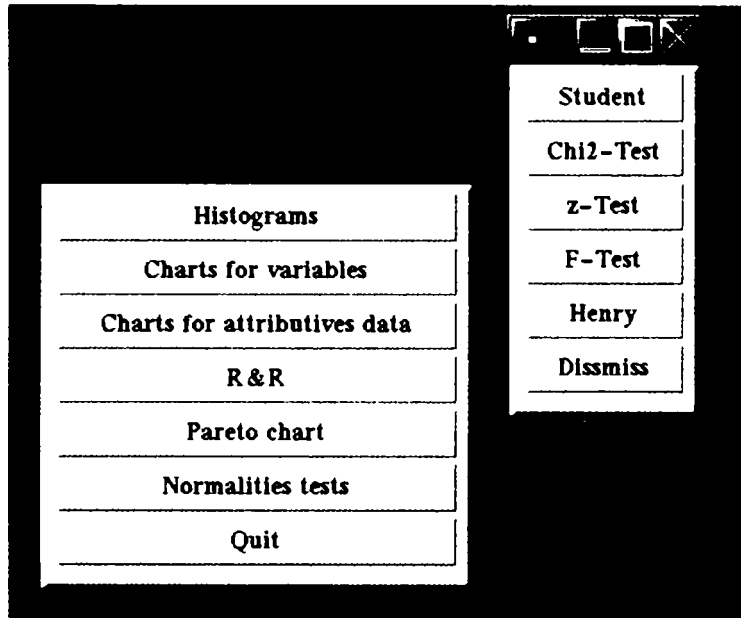 Histograms
Charts for variables
Charts for attributives data
R & R
Pareto chart
Normalities tests
Quit
Student
Chi2-Test
z-Test
F-Test
Henry
Dissmiss